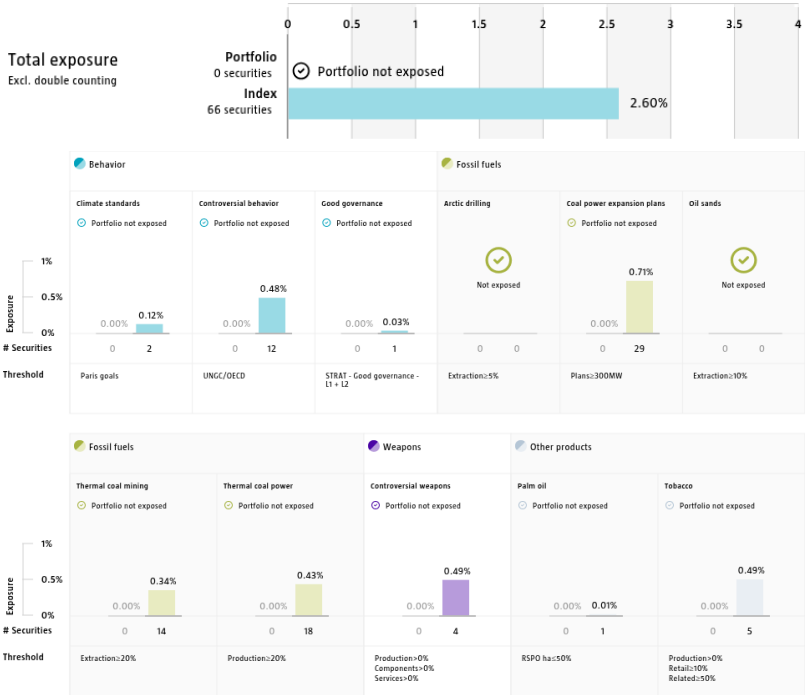 0 0.5 1 1.5 2 2.5 3 3.5 4
Total exposure
Excl. double counting
Portfolio
0 securities
Portfolio not exposed
Index
66 securities
2.60%
Behavior
Fossil fuels
Climate standards
Controversial behavior
Good governance
Arctic drilling
Coal power expansion plans
Oil sands
Portfolio not exposed
Portfolio not exposed
Portfolio not exposed
Portfolio not exposed
Not exposed
Not exposed
Exposure
1%
0.5%
0%
0.00% 0.12%
0.00% 0.48%
0.00% 0.03%
0.00% 0.71%
# Securities
0 2
0 12
0 1
0 0
0 29
0 0
Threshold
Paris goals
UNGC/OECD
STRAT - Good governance -
L1 + L2
Extraction≥5%
Plans≥300MW
Extraction≥10%
Fossil fuels
Weapons
Other products
Thermal coal mining
Thermal coal power
Controversial weapons
Palm oil
Tobacco
Portfolio not exposed
Portfolio not exposed
Portfolio not exposed
Portfolio not exposed
Portfolio not exposed
Exposure
1%
0.5%
0%
0.00% 0.34%
0.00% 0.43%
0.00% 0.49%
0.00% 0.01%
0.00% 0.49%
# Securities
0 14
0 18
0 4
0 1
0 5
Threshold
Extraction≥20%
Production≥20%
Production>0%
Components>0%
Services>0%
RSPO ha≤50%
Production>0%
Retail≥10%
Related≥50%